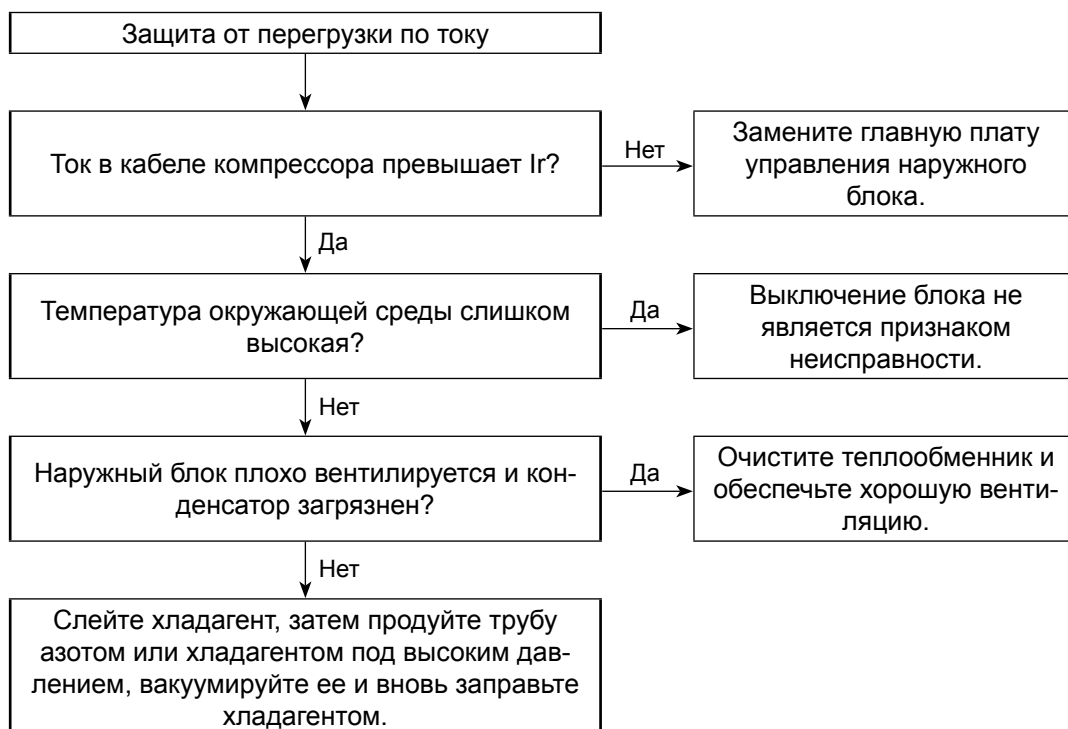 Защита от перегрузки по току
Ток в кабеле компрессора превышает Ir?
Нет
Замените главную плату
управления наружного
блока.
Да
Температура окружающей среды слишком
высокая?
Да
Выключение блока не
является признаком
неисправности.
Нет
Наружный блок плохо вентилируется и кон-
денсатор загрязнен?
Да
Очистите теплообменник и
обеспечьте хорошую венти-
ляцию.
Нет
Слейте хладагент, затем продуйте трубу
азотом или хладагентом под высоким дав-
лением, вакуумируйте ее и вновь заправьте
хладагентом.